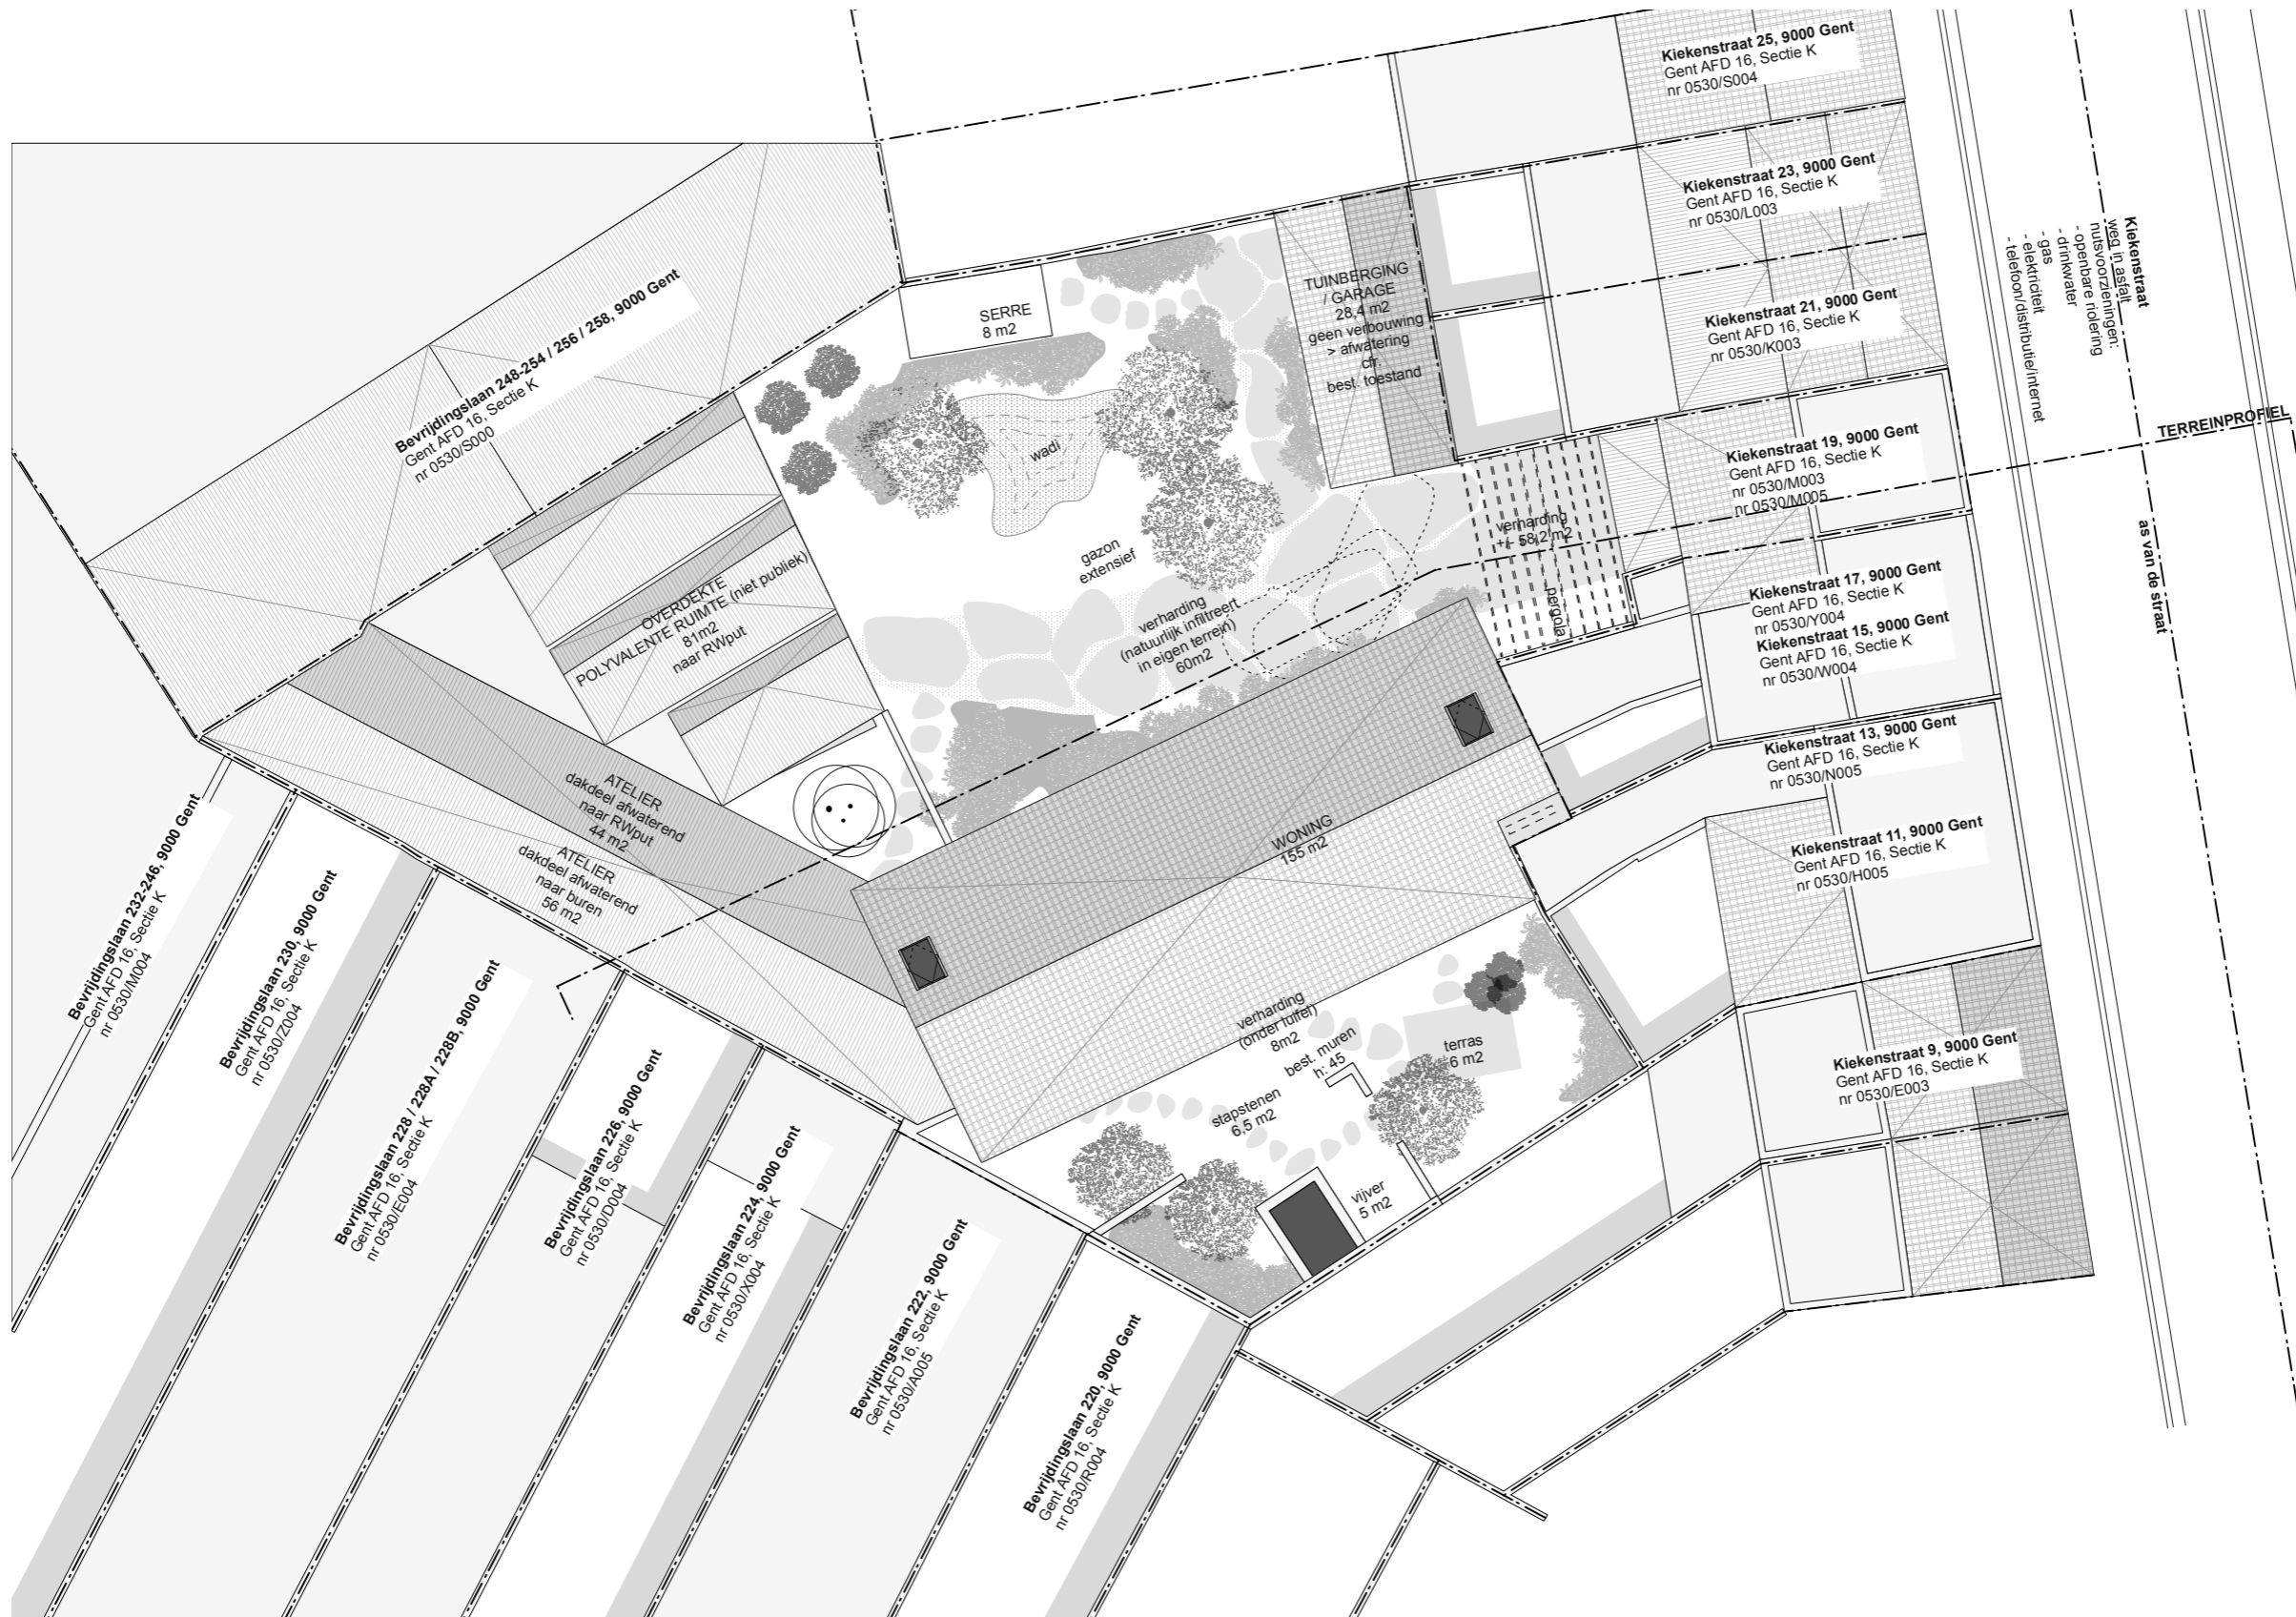 Kiekenstraat 25, 9000 Gent
Gent AFD 16, Sectie K
nr 0530/S004
Kiekenstraat 23, 9000 Gent
Gent AFD 16, Sectie K
nr 0530/L003
Kiekenstraat 21, 9000 Gent
Gent AFD 16, Sectie K
nr 0530/K003
Kiekenstraat 19, 9000 Gent
Gent AFD 16, Sectie K
nr 0530/M003
nr 0530/M005
Kiekenstraat 17, 9000 Gent
Gent AFD 16, Sectie K
nr 0530/Y004
Kiekenstraat 15, 9000 Gent
Gent AFD 16, Sectie K
nr 0530/W004
Kiekenstraat 13, 9000 Gent
Gent AFD 16, Sectie K
nr 0530/N005
Kiekenstraat 11, 9000 Gent
Gent AFD 16, Sectie K
nr 0530/H005
Kiekenstraat 9, 9000 Gent
Gent AFD 16, Sectie K
nr 0530/E003
Kiekenstraat
weg in asfalt
nutsvoorzieningen:
- openbare riolering
- drinkwater
- gas
- elektriciteit
- telefoon/distributie/internet
TERREINPROFIEL
as van de straat
Bevrijdingslaan 248-254 / 256 / 258, 9000 Gent
Gent AFD 16, Sectie K
nr 0530/S000
SERRE
8 m2
TUINBERGING
/ GARAGE
28,4 m2
geen verbouwing
> afwatering
cfr.
best. toestand
wadi
gazon
extensief
verharding
+/- 58,2 m2
pergola
OVERDEKTE
POLYVALENTE RUIMTE (niet publiek)
81m2
naar RWput
verharding
(natuurlijk infiltreert
in eigen terrein)
60m2
ATELIER
dakdeel afwaterend
naar RWput
44 m2
ATELIER
dakdeel afwaterend
naar buren
56 m2
WONING
155 m2
verharding
(onder luifel)
8m2
best. muren
h: 45
terras
6 m2
stapstenen
6,5 m2
vijver
5 m2
Bevrijdingslaan 232-246, 9000 Gent
Gent AFD 16, Sectie K
nr 0530/M004
Bevrijdingslaan 230, 9000 Gent
Gent AFD 16, Sectie K
nr 0530/Z004
Bevrijdingslaan 228 / 228A / 228B, 9000 Gent
Gent AFD 16, Sectie K
nr 0530/E004
Bevrijdingslaan 226, 9000 Gent
Gent AFD 16, Sectie K
nr 0530/D004
Bevrijdingslaan 224, 9000 Gent
Gent AFD 16, Sectie K
nr 0530/X004
Bevrijdingslaan 222, 9000 Gent
Gent AFD 16, Sectie K
nr 0530/A005
Bevrijdingslaan 220, 9000 Gent
Gent AFD 16, Sectie K
nr 0530/R004